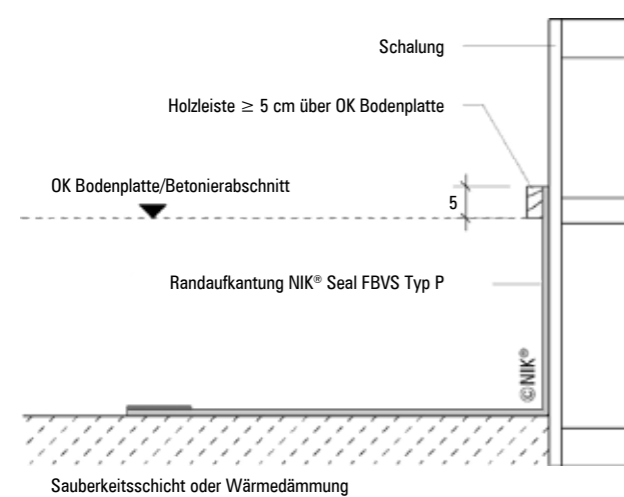 Schalung
Holzleiste ≥ 5 cm über OK Bodenplatte
OK Bodenplatte/Betonierabschnitt
5
Randaufkantung NIK® Seal FBVS Typ P
©NIK®
Sauberkeitsschicht oder Wärmedämmung